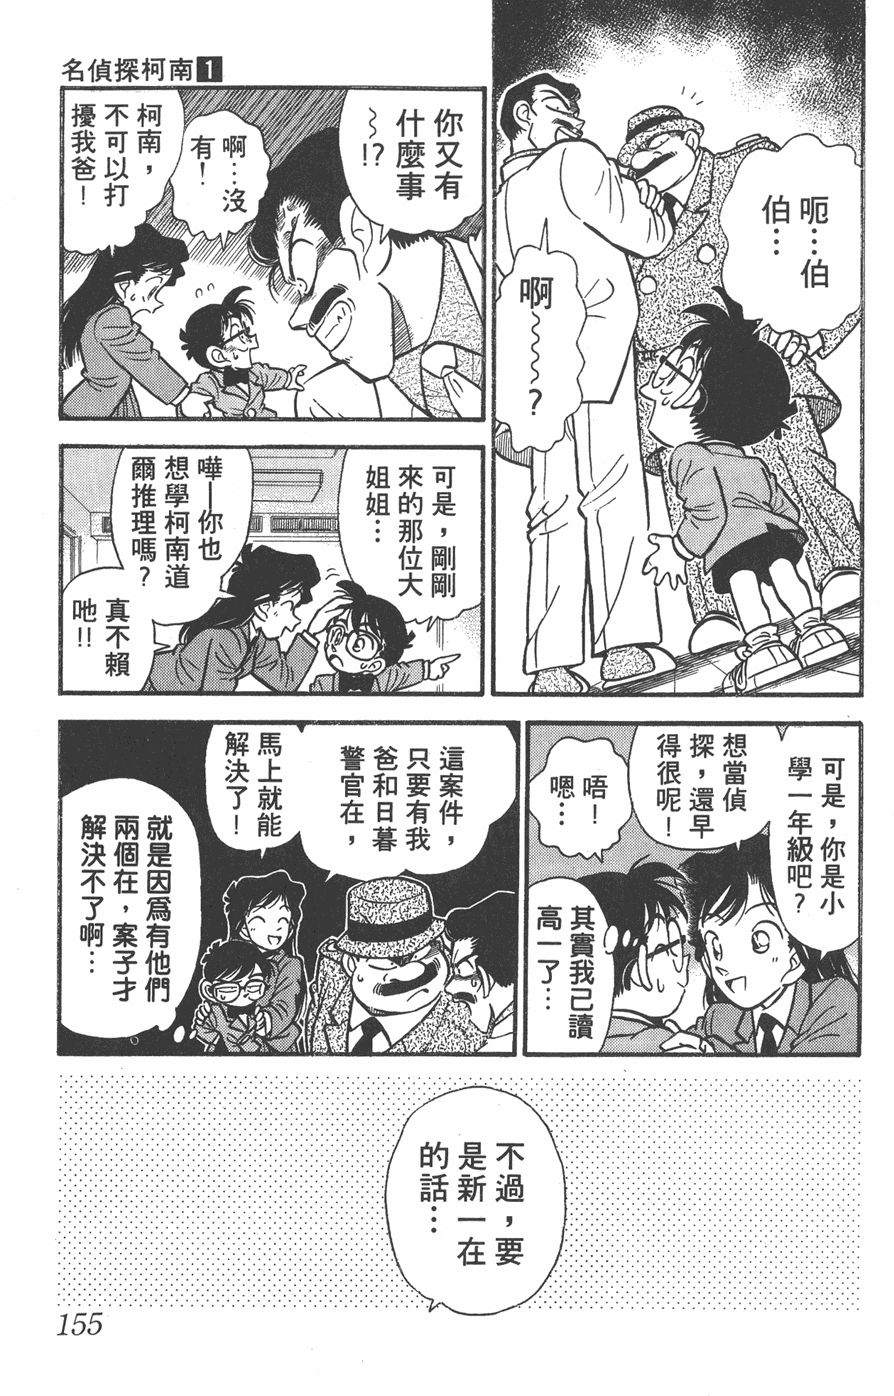 名偵探柯南1
呃…伯
伯…
啊
～～～？
你又有
什麼事
～!?
啊…沒
有！
柯南，
不可以打
擾我爸！
可是，剛剛
來的那位大
姐姐…
嘩—你也
想學柯南道
爾推理嗎？
真不賴
吔!!
可是，你是小
學一年級吧？
想當偵
探，還早
得很呢！
唔！
嗯…
其實我已讀
高一了…
這案件，
只要有我
爸和日暮
警官在，
馬上就能
解決了！
就是因爲有他們
兩個在，案子才
解決不了啊…
不過，要
是新一在
的話…
155